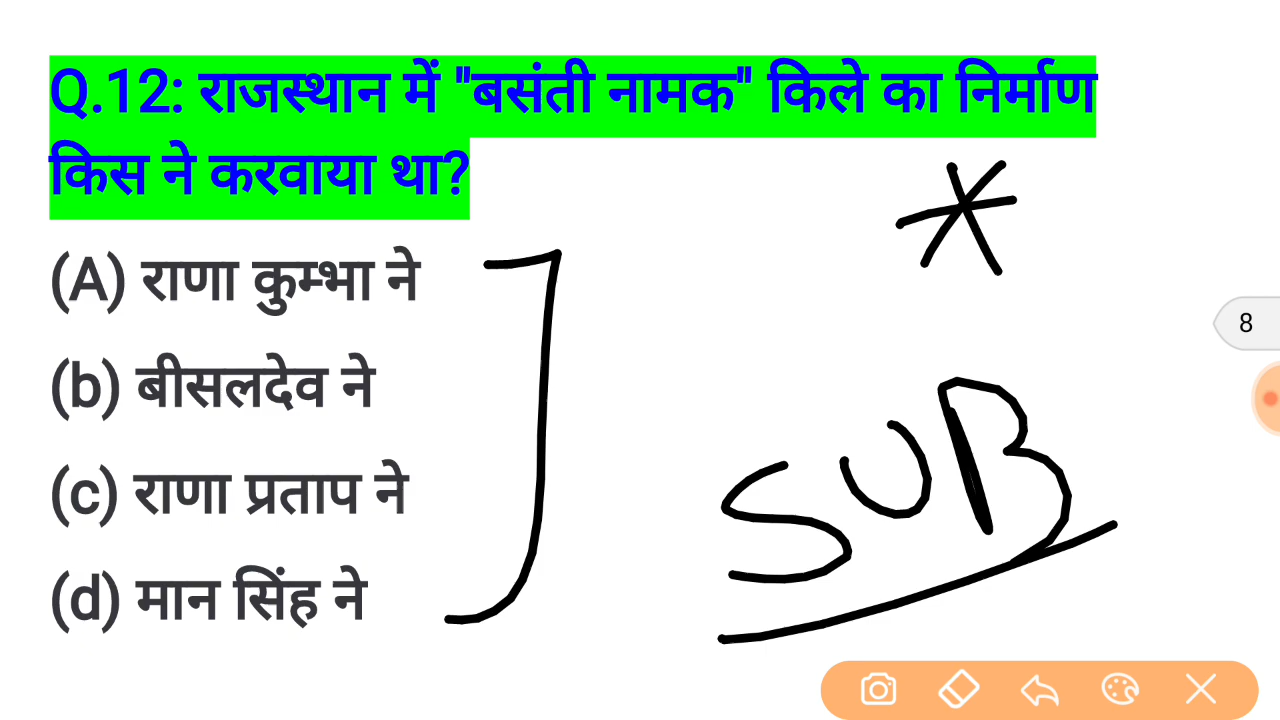 Q.12: राजस्थान में "बसंती नामक" किले का निर्माण
किस ने करवाया था?
(A) राणा कुम्भा ने
(b) बीसलदेव ने
(c) राणा प्रताप ने
(d) मान सिंह ने
SUB
8